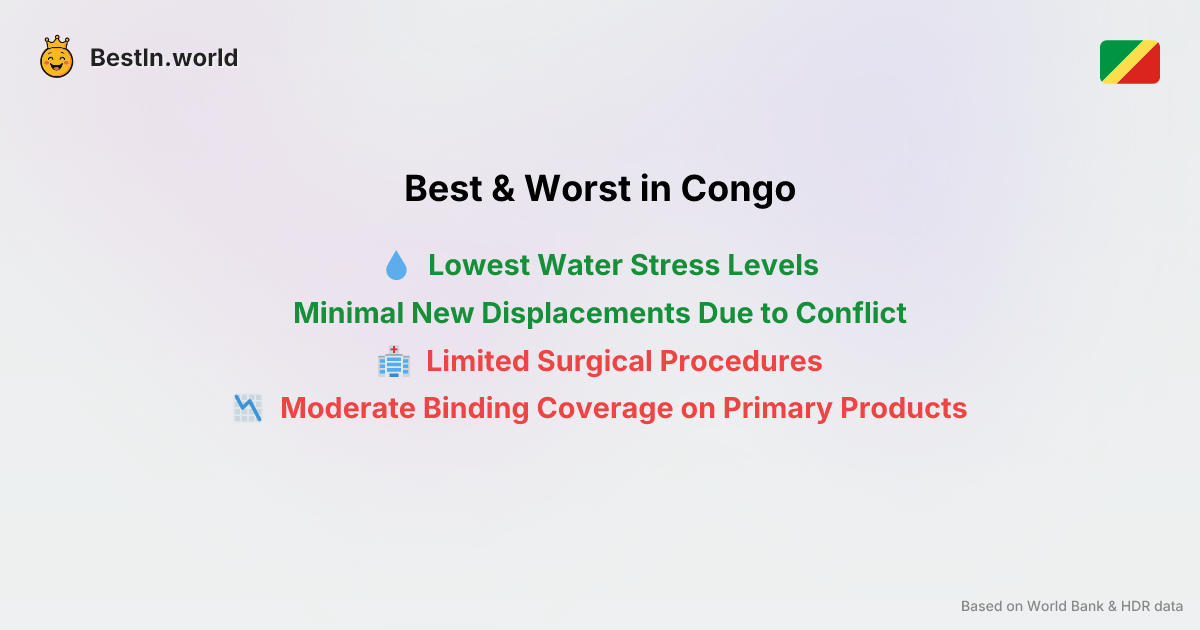 BestIn.world
Best & Worst in Congo
Lowest Water Stress Levels
Minimal New Displacements Due to Conflict
Limited Surgical Procedures
Moderate Binding Coverage on Primary Products
Based on World Bank & HDR data